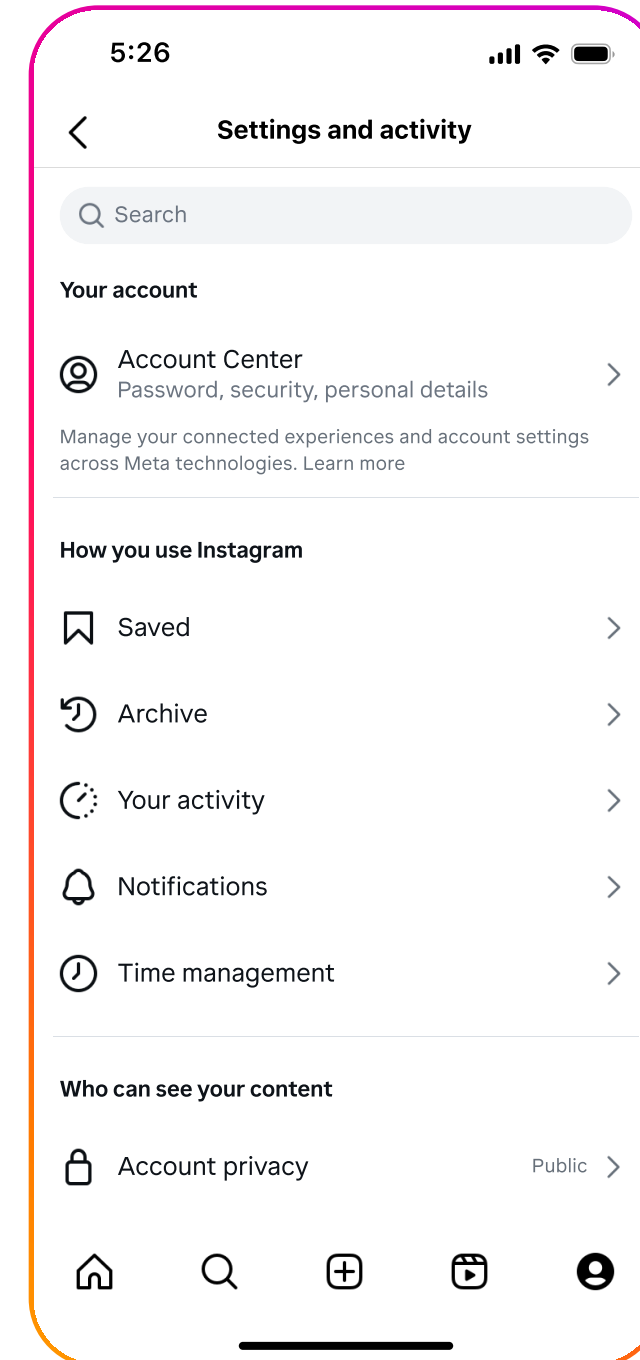 5:26
Settings and activity
Search
Your account
Account Center
Password, security, personal details
Manage your connected experiences and account settings
across Meta technologies. Learn more
How you use Instagram
Saved
Archive
Your activity
Notifications
Time management
Who can see your content
Account privacy Public